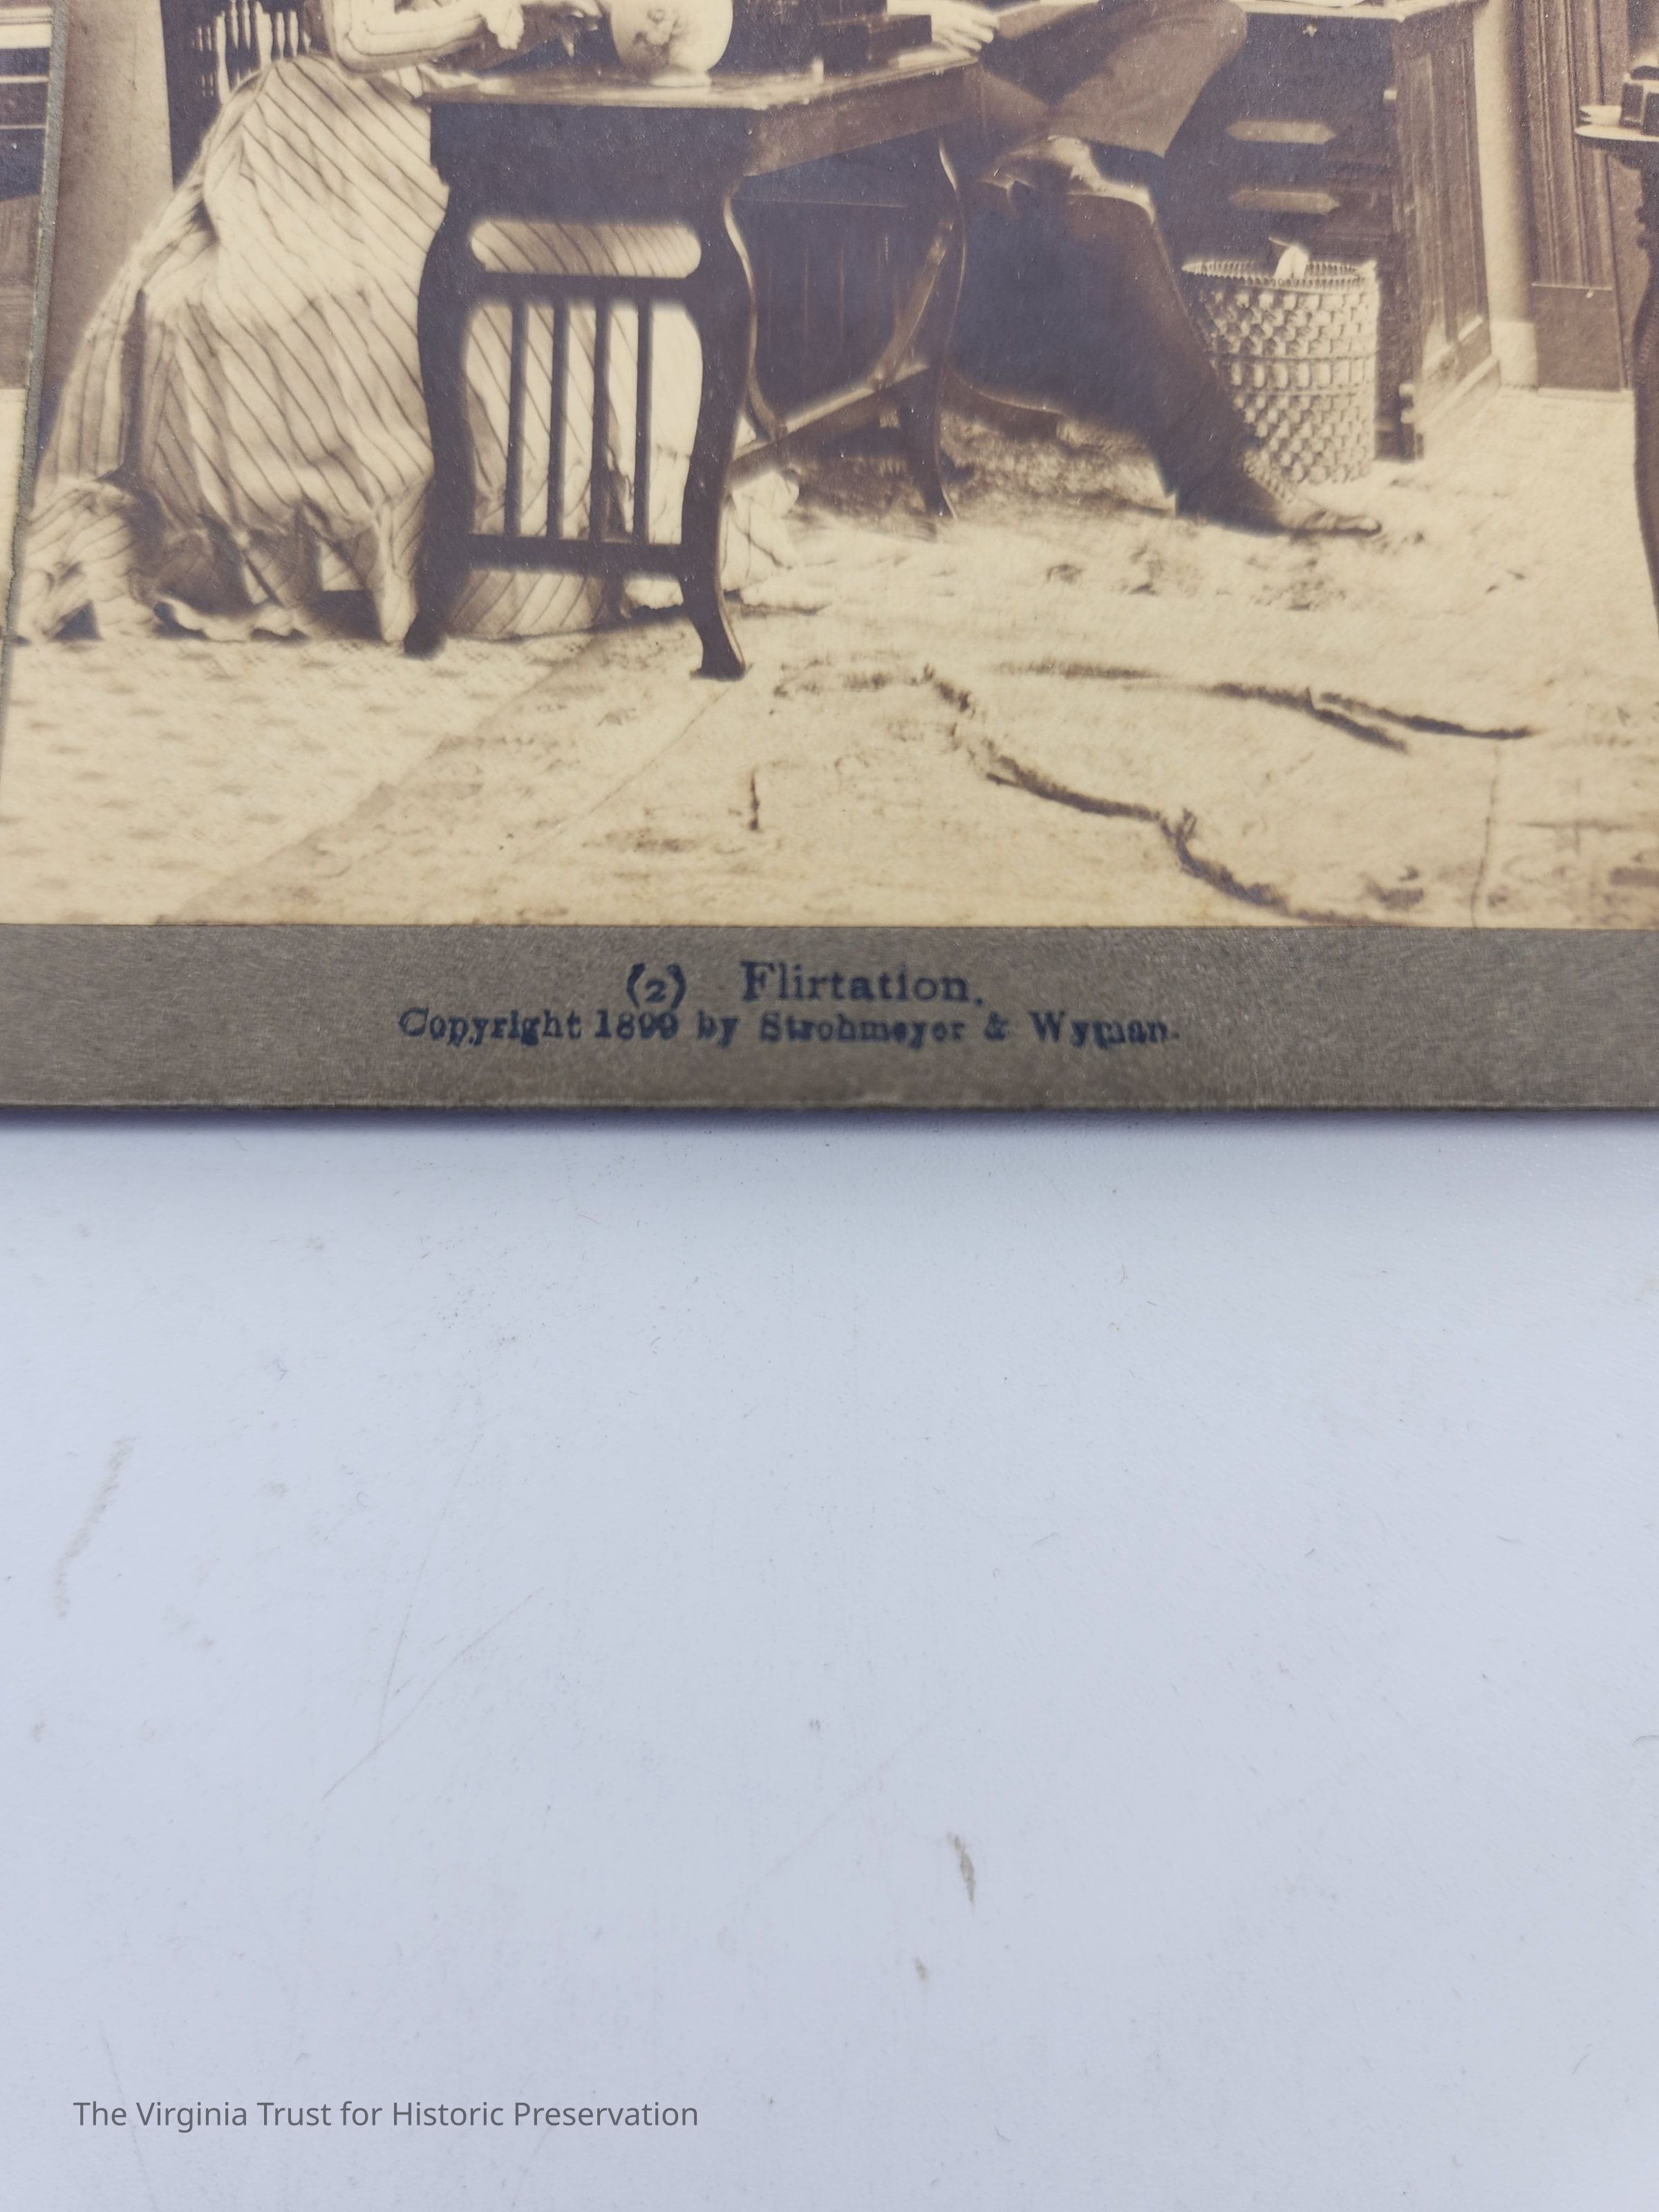 (2) Flirtation.
Copyright 1899 by Strohmeyer & Wyman.
The Virginia Trust for Historic Preservation